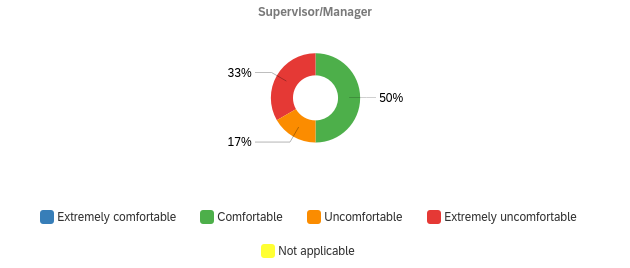 Supervisor/Manager
33%
50%
17%
Extremely comfortable
Comfortable
Uncomfortable
Extremely uncomfortable
Not applicable